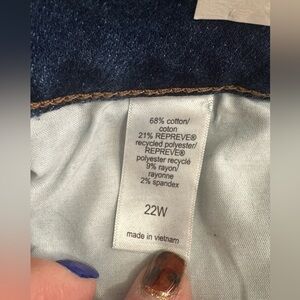 68% cotton/
coton
21% REPREVE®
recycled polyester/
REPREVE®
polyester recyclé
9% rayon/
rayonne
2% spandex
22W
made in vietnam